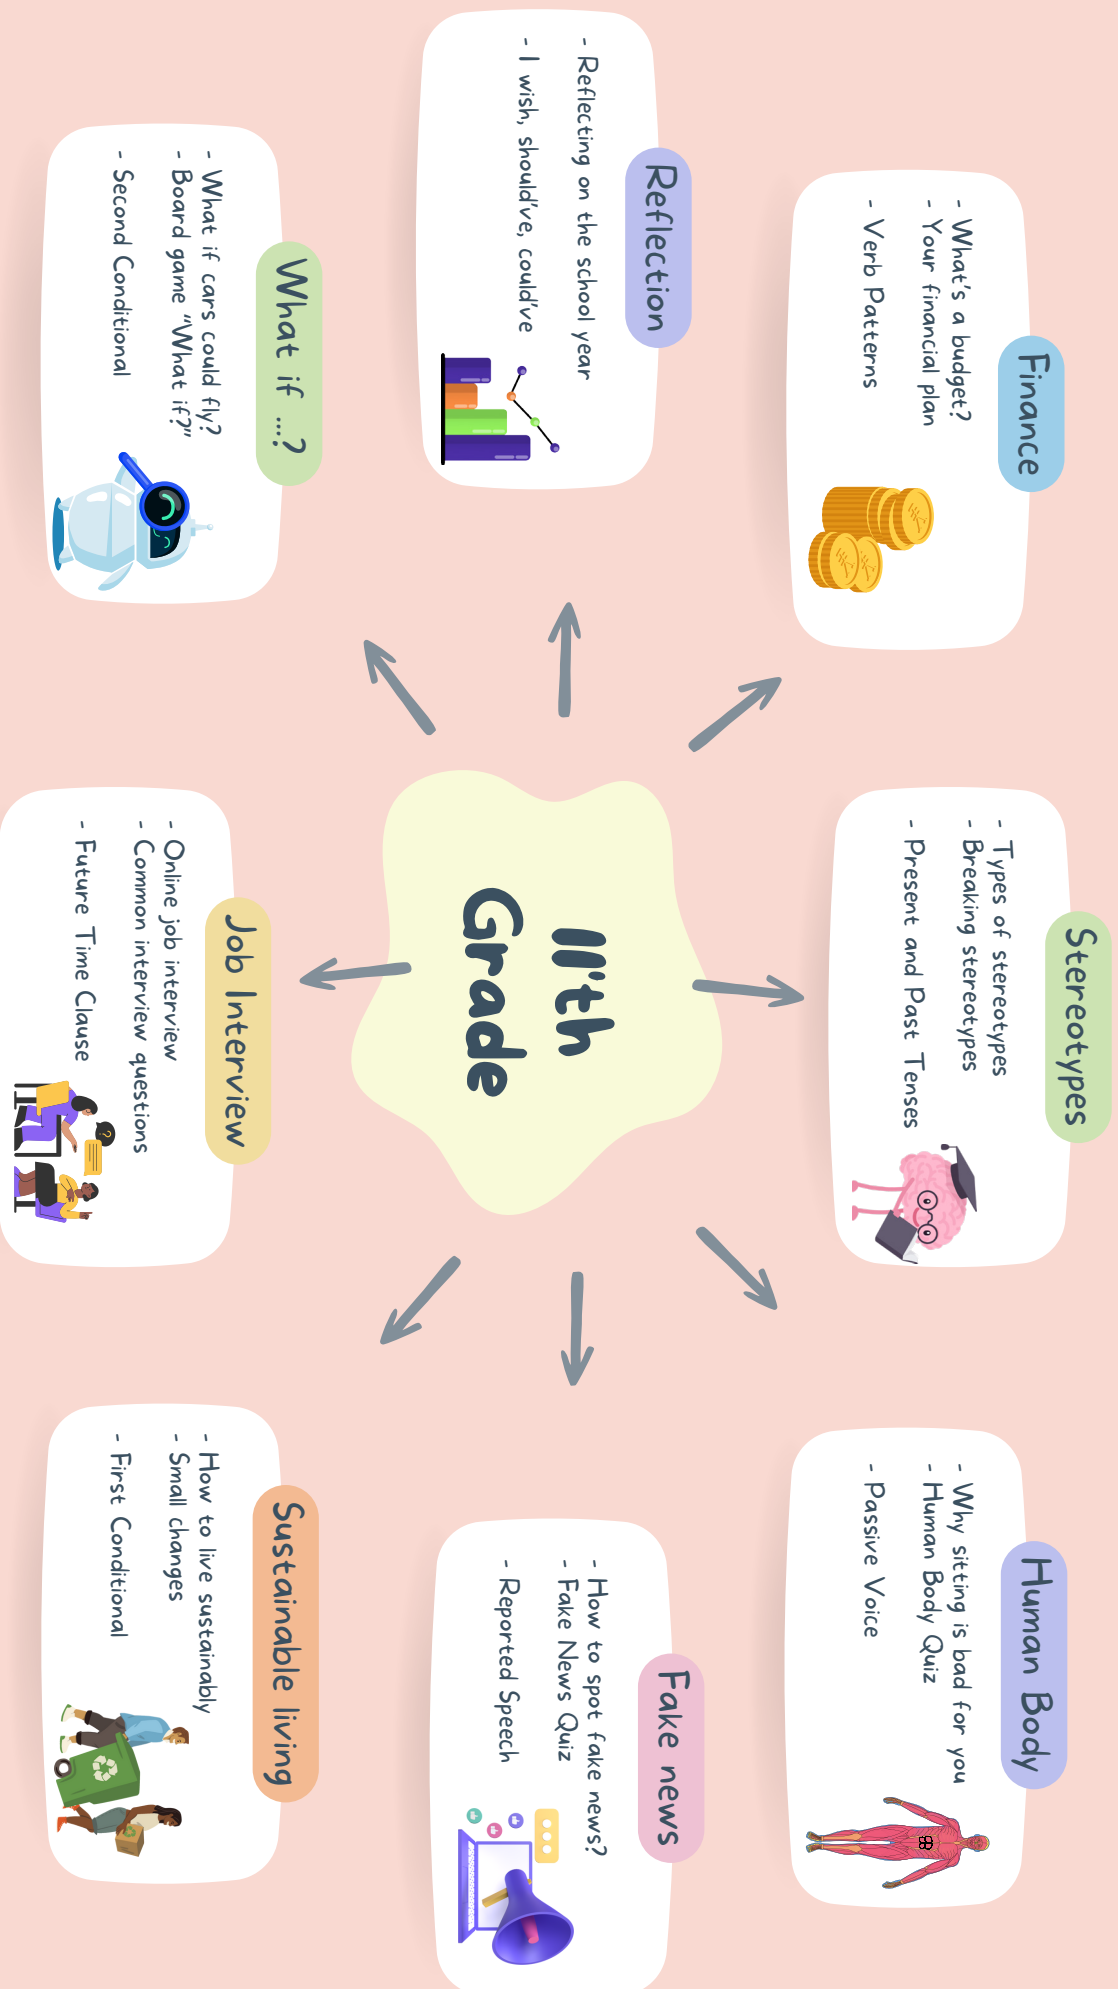 Finance
- What's a budget?
- Your financial plan
- Verb Patterns
Stereotypes
- Types of stereotypes
- Breaking stereotypes
- Present and Past Tenses
Human Body
- Why sitting is bad for you
- Human Body Quiz
- Passive Voice
Reflection
- Reflecting on the school year
- I wish, should've, could've
11'th
Grade
Fake news
- How to spot fake news?
- Fake News Quiz
- Reported Speech
What if ...?
- What if cars could fly?
- Board game "What if?"
- Second Conditional
Job Interview
- Online job interview
- Common interview questions
- Future Time Clause
?
Sustainable living
- How to live sustainably
- Small changes
- First Conditional